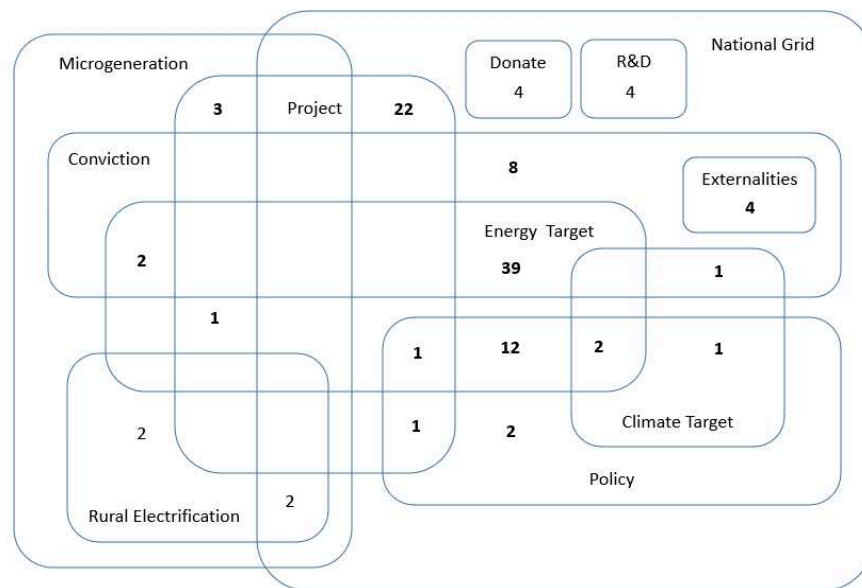 National Grid
Microgeneration
Donate
R&D
4
4
3
Project
22
Conviction
8
Externalities
4
Energy Target
2
39
1
1
1
12
2
1
2
1
2
Climate Target
Policy
2
Rural Electrification